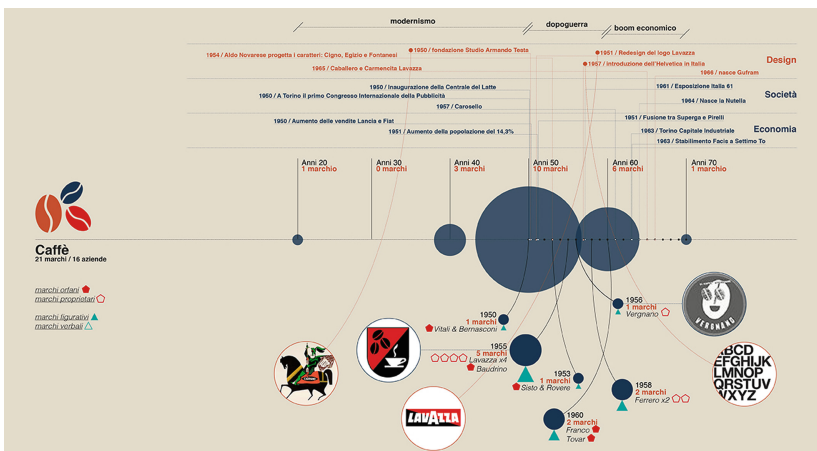 modernismo
dopoguerra
boom economico
1950 / fondazione Studio Armando Testa
1951 / Redesign del logo Lavazza
1954 / Aldo Novarese progetta i caratteri: Cigno, Egizio e Fontanesi
Design
1957 / introduzione dell'Helvetica in Italia
1965 / Caballero e Carmencita Lavazza
1966 / nasce Gufram
1950 / Inaugurazione della Centrale del Latte
1961 / Esposizione Italia 61
1950 / A Torino il primo Congresso Internazionale della Pubblicità
Società
1964 / Nasce la Nutella
1957 / Carosello
1950 / Aumento delle vendite Lancia e Fiat
1951 / Fusione tra Superga e Pirelli
1951 / Aumento della popolazione del 14,3%
1963 / Torino Capitale Industriale
Economia
1963 / Stabilimento Facis a Settimo To
Anni 20
1 marchio
Anni 30
0 marchi
Anni 40
3 marchi
Anni 50
10 marchi
Anni 60
6 marchi
Anni 70
1 marchio
Caffè
21 marchi / 16 aziende
marchi orfani
marchi proprietari
marchi figurativi
marchi verbali
1950
1 marchi
Vitali & Bernasconi
1955
5 marchi
Lavazza x4
Baudrino
1953
1 marchi
Sisto & Rovere
1960
2 marchi
Franco
Tovar
1956
1 marchi
Vergnano
1958
2 marchi
Ferrero x2
VERGNANO
LAVAZZA
ABCD
EFGHIJK
LMNOP
QRSTUV
WXYZ